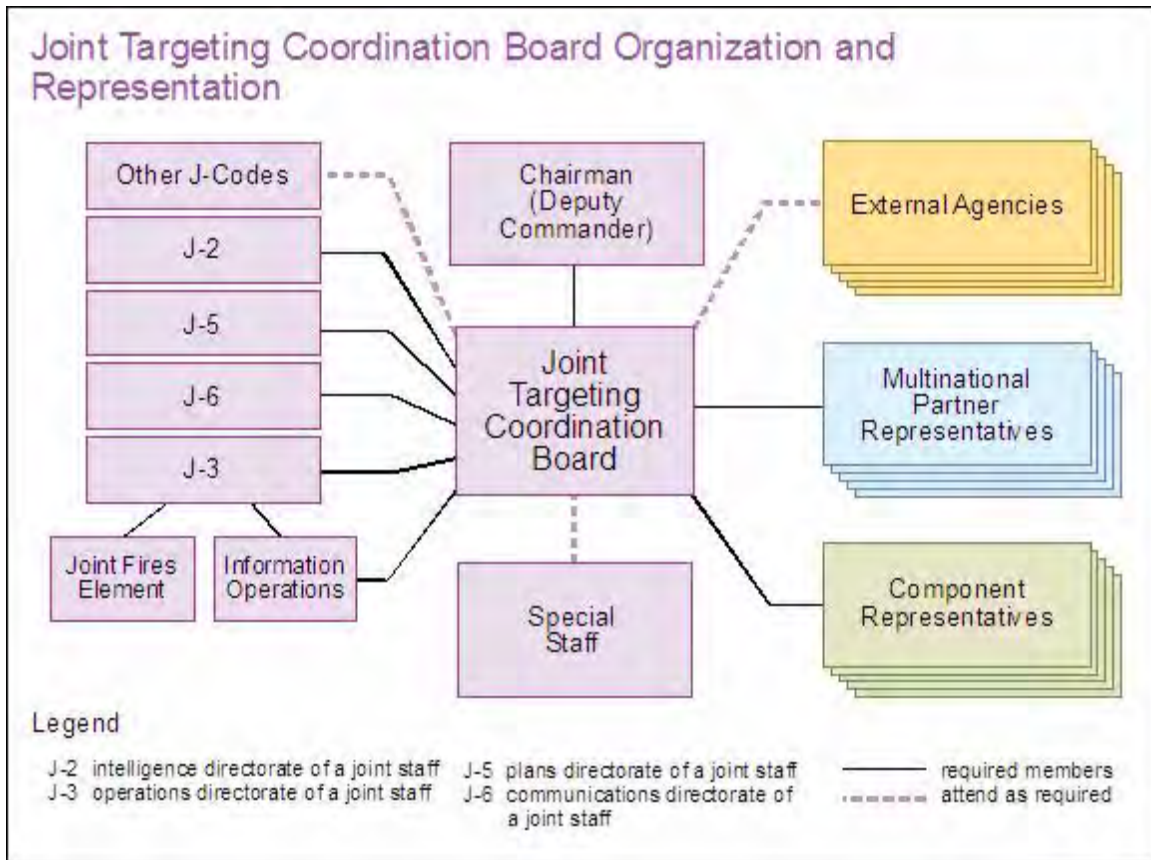 Joint Targeting Coordination Board Organization and
Representation
Other J-Codes
J-2
J-5
J-6
J-3
Joint Fires
Element
Information
Operations
Chairman
(Deputy
Commander)
Joint
Targeting
Coordination
Board
Special
Staff
External Agencies
Multinational
Partner
Representatives
Component
Representatives
Legend
J-2 intelligence directorate of a joint staff
J-3 operations directorate of a joint staff
J-5 plans directorate of a joint staff
J-6 communications directorate of
a joint staff
required members
attend as required